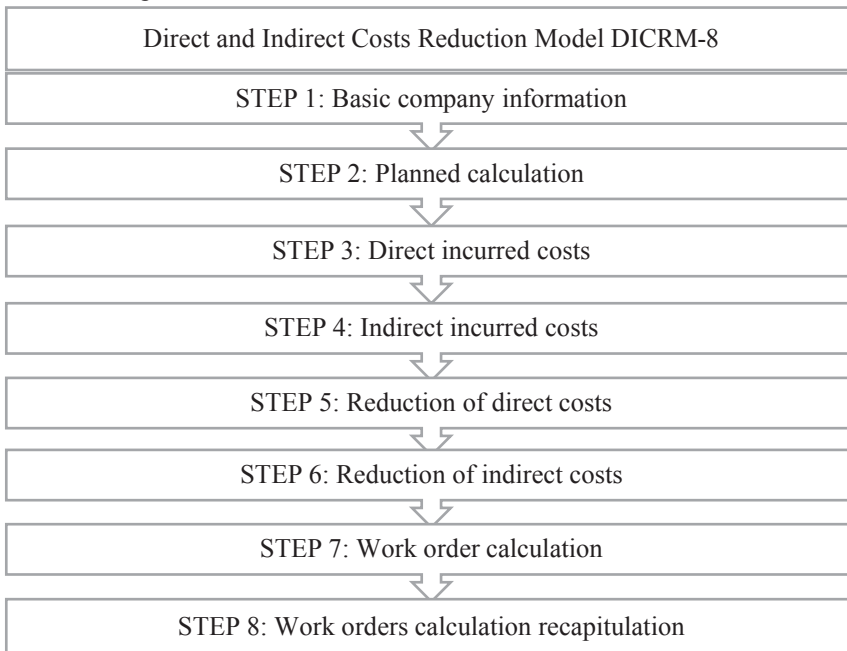 Direct and Indirect Costs Reduction Model DICRM-8
STEP 1: Basic company information
STEP 2: Planned calculation
STEP 3: Direct incurred costs
STEP 4: Indirect incurred costs
STEP 5: Reduction of direct costs
STEP 6: Reduction of indirect costs
STEP 7: Work order calculation
STEP 8: Work orders calculation recapitulation